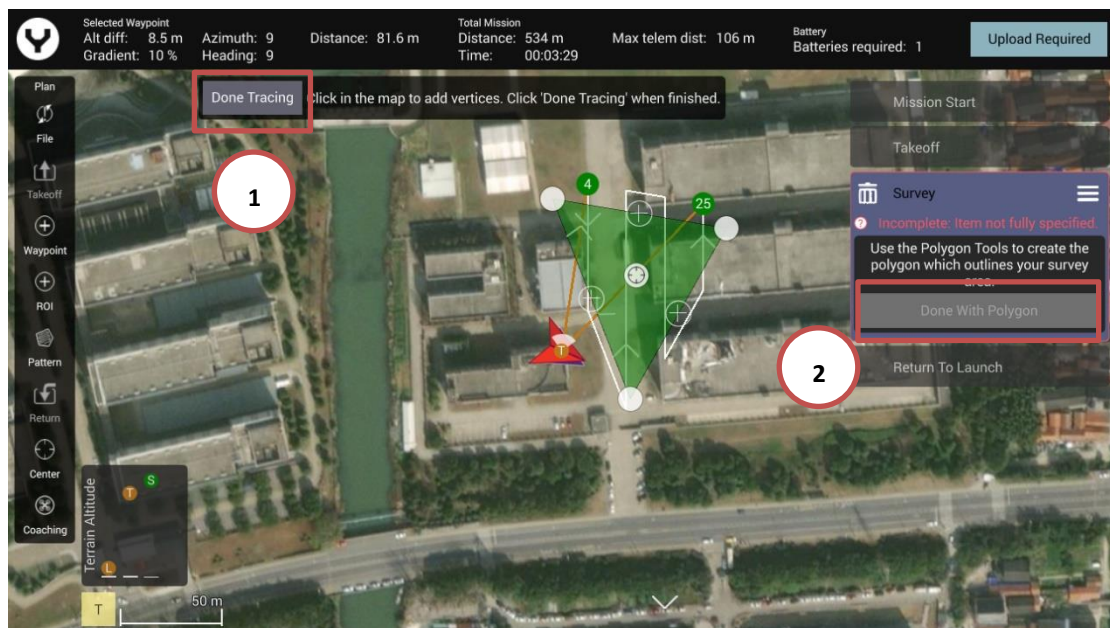 Selected Waypoint
Alt diff: 8.5 m Azimuth: 9 Distance: 81.6 m
Gradient: 10 % Heading: 9
Total Mission
Distance: 534 m Max telem dist: 106 m
Time: 00:03:29
Battery
Batteries required: 1
Upload Required
Plan
File
Takeoff
Waypoint
ROI
Pattern
Return
Center
Coaching
Done Tracing
Click in the map to add vertices. Click 'Done Tracing' when finished.
1
4
25
T
Mission Start
Takeoff
Survey
? Incomplete: Item not fully specified.
Use the Polygon Tools to create the
polygon which outlines your survey
area.
Done With Polygon
2
Return To Launch
Terrain Altitude
S
T
L
T
50 m